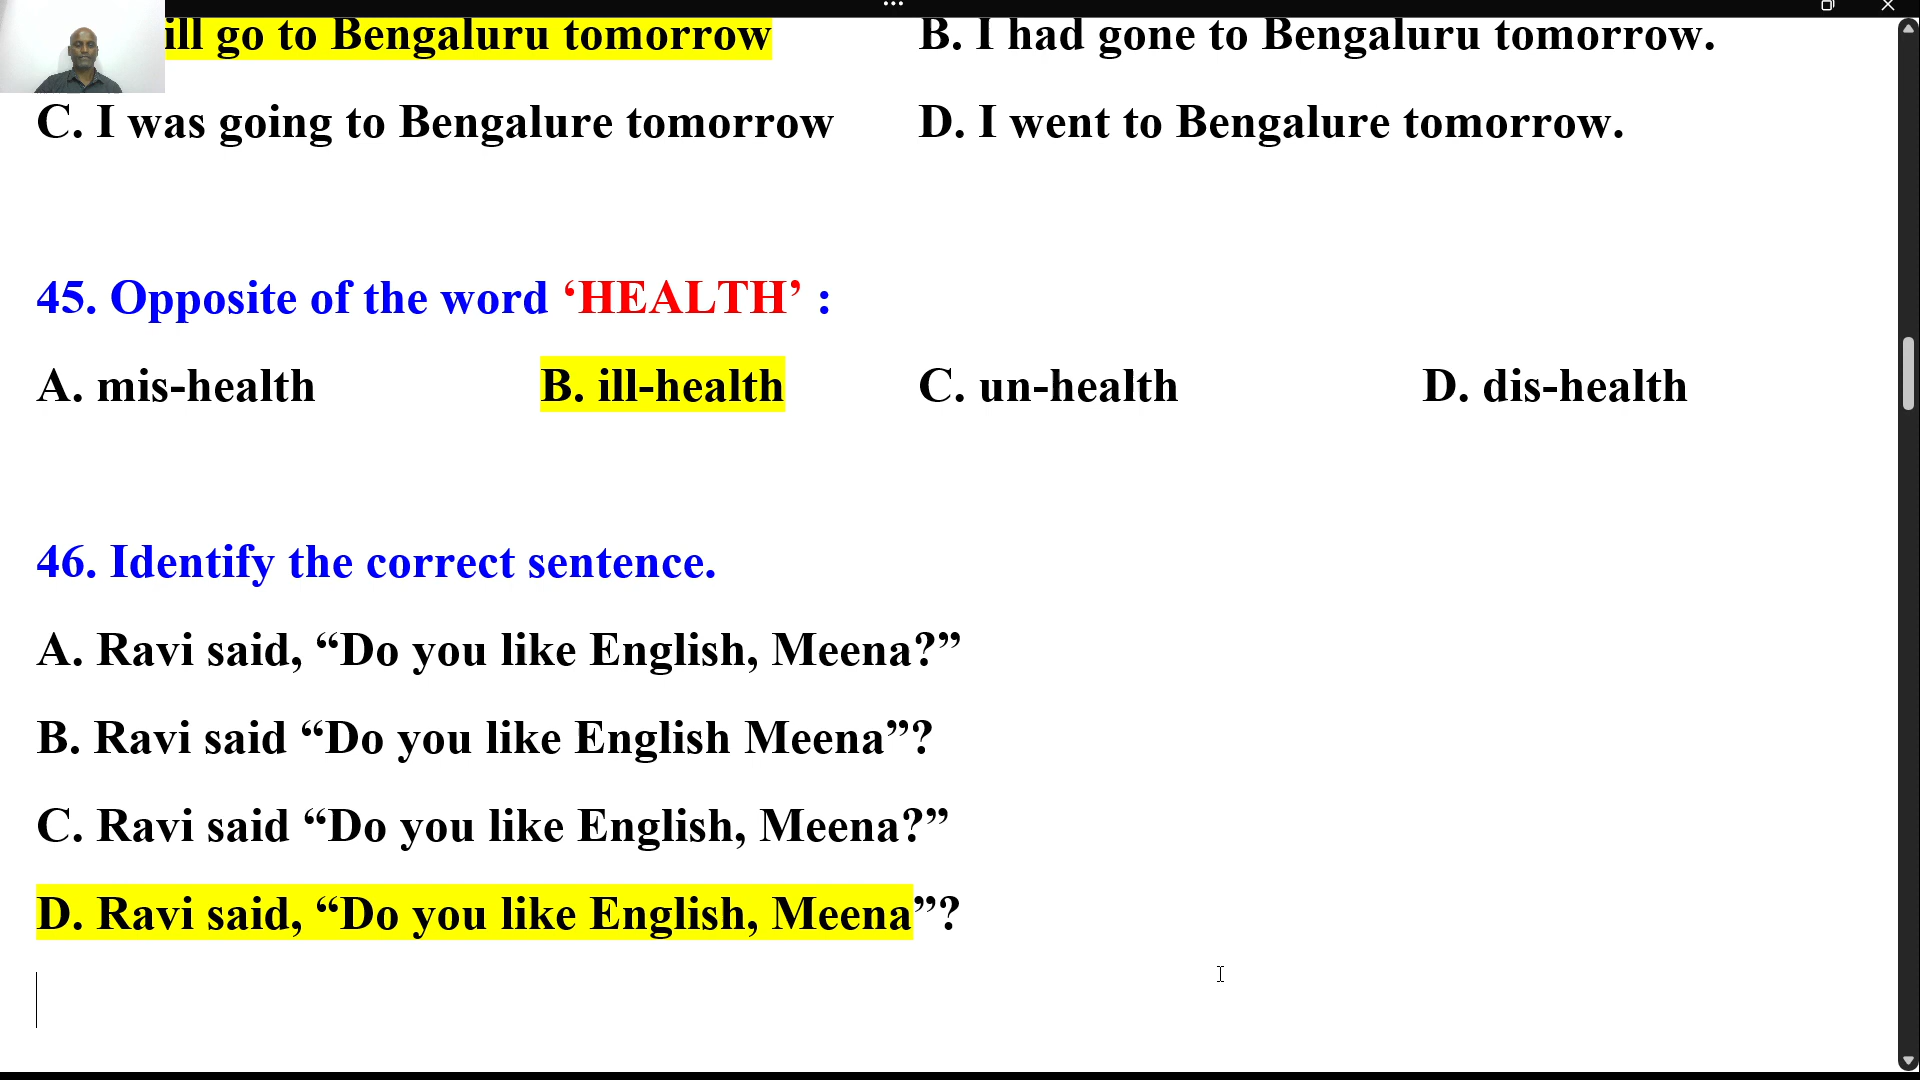 ill go to Bengaluru tomorrow B. I had gone to Bengaluru tomorrow.
C. I was going to Bengalure tomorrow D. I went to Bengalure tomorrow.
45. Opposite of the word ‘HEALTH’ :
A. mis-health B. ill-health C. un-health D. dis-health
46. Identify the correct sentence.
A. Ravi said, “Do you like English, Meena?”
B. Ravi said “Do you like English Meena”?
C. Ravi said “Do you like English, Meena?”
D. Ravi said, “Do you like English, Meena”?